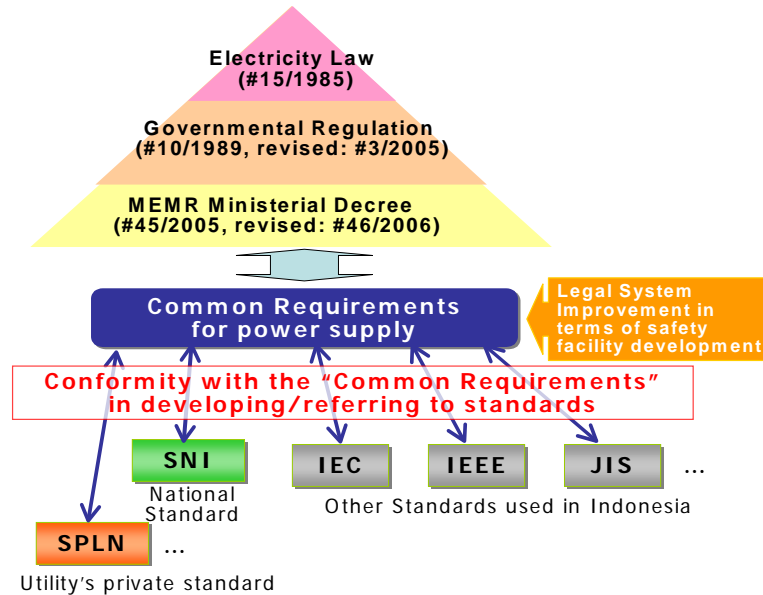 Electricity Law
(#15/1985)
Governmental Regulation
(#10/1989, revised: #3/2005)
MEMR Ministerial Decree
(#45/2005, revised: #46/2006)
Common Requirements
for power supply
Legal System
Improvement in
terms of safety
facility development
Conformity with the “Common Requirements”
in developing/referring to standards
SNI
IEC
IEEE
JIS
...
National
Standard
Other Standards used in Indonesia
SPLN
...
Utility's private standard